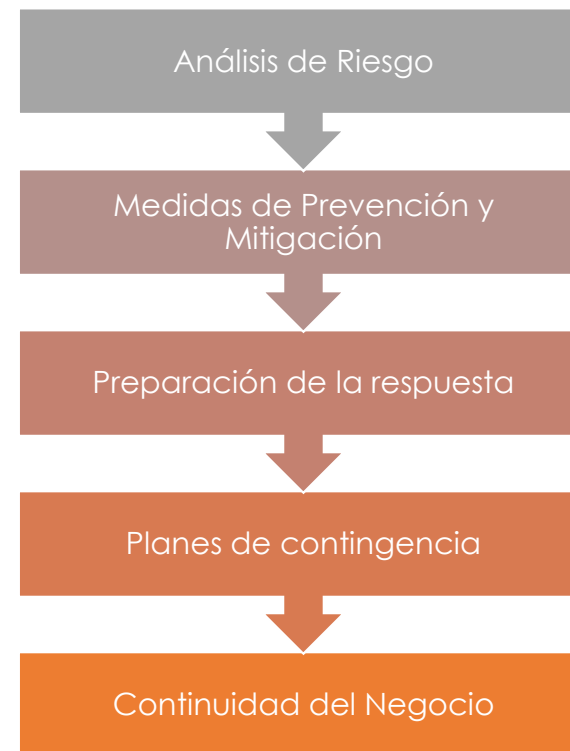 Análisis de Riesgo
Medidas de Prevención y
Mitigación
Preparación de la respuesta
Planes de contingencia
Continuidad del Negocio